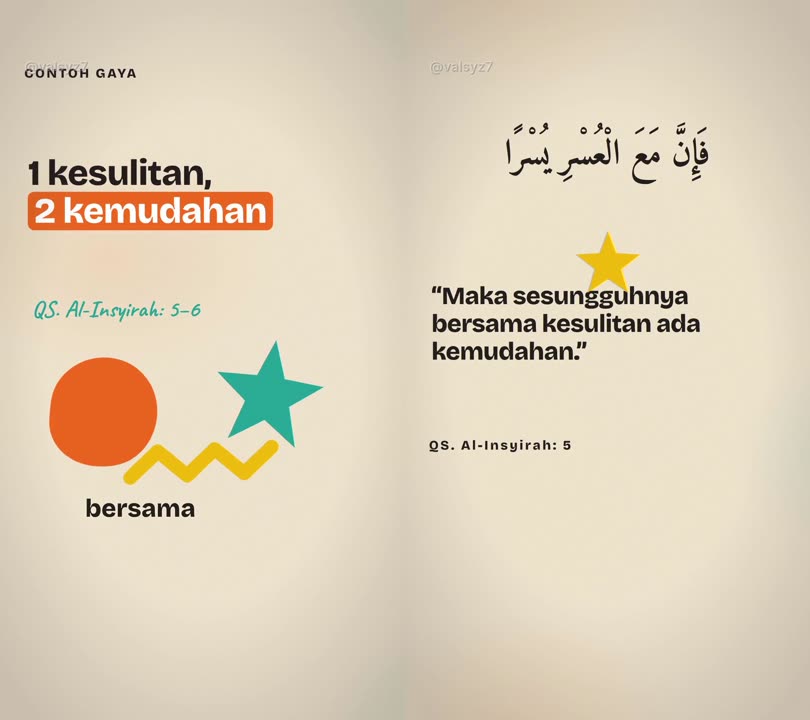 @valsyz7
CONTOH GAYA
1 kesulitan,
2 kemudahan
QS. Al-Insyirah: 5–6
bersama
@valsyz7
فَإِنَّ مَعَ الْعُسْرِ يُسْرًا
“Maka sesungguhnya
bersama kesulitan ada
kemudahan.”
QS. Al-Insyirah: 5